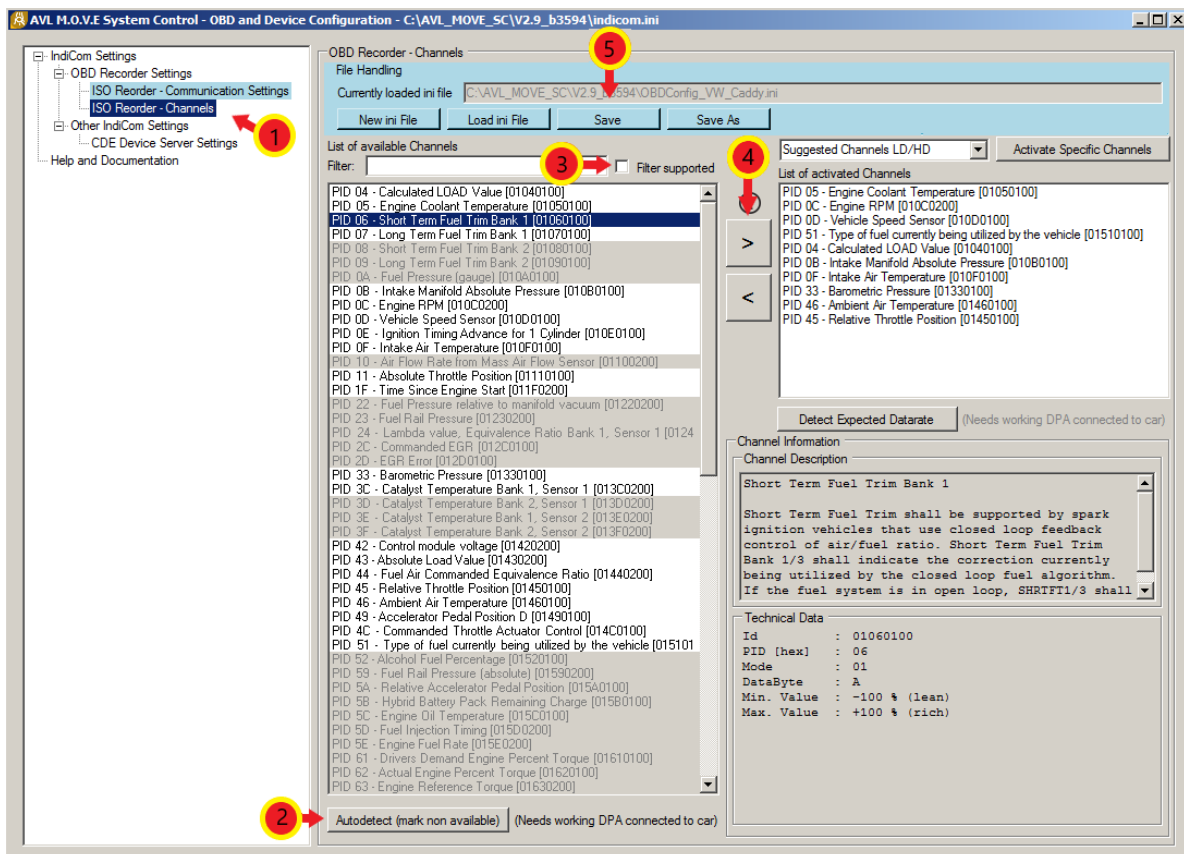 AVL M.O.V.E System Control - OBD and Device Configuration - C:\AVL_MOVE_SC\V2.9_b3594\indicom.ini
IndiCom Settings
OBD Recorder Settings
ISO Reorder - Communication Settings
ISO Reorder - Channels
Other IndiCom Settings
CDE Device Server Settings
Help and Documentation
1
OBD Recorder - Channels
5
File Handling
Currently loaded ini file C:\AVL_MOVE_SC\V2.9_b3594\OBDConfig_VW_Caddy.ini
New ini File Load ini File Save Save As
List of available Channels
Filter: 3 Filter supported
PID 04 - Calculated LOAD Value [01040100]
PID 05 - Engine Coolant Temperature [01050100]
PID 06 - Short Term Fuel Trim Bank 1 [01060100]
PID 07 - Long Term Fuel Trim Bank 1 [01070100]
PID 08 - Short Term Fuel Trim Bank 2 [01080100]
PID 09 - Long Term Fuel Trim Bank 2 [01090100]
PID 0A - Fuel Pressure (gauge) [010A0100]
PID 0B - Intake Manifold Absolute Pressure [010B0100]
PID 0C - Engine RPM [010C0200]
PID 0D - Vehicle Speed Sensor [010D0100]
PID 0E - Ignition Timing Advance for 1 Cylinder [010E0100]
PID 0F - Intake Air Temperature [010F0100]
PID 10 - Air Flow Rate from Mass Air Flow Sensor [01100200]
PID 11 - Absolute Throttle Position [01110100]
PID 1F - Time Since Engine Start [011F0200]
PID 22 - Fuel Pressure relative to manifold vacuum [01220200]
PID 23 - Fuel Rail Pressure [01230200]
PID 24 - Lambda value, Equivalence Ratio Bank 1, Sensor 1 [0124
PID 2C - Commanded EGR [012C0100]
PID 2D - EGR Error [012D0100]
PID 33 - Barometric Pressure [01330100]
PID 3C - Catalyst Temperature Bank 1, Sensor 1 [013C0200]
PID 3D - Catalyst Temperature Bank 2, Sensor 1 [013D0200]
PID 3E - Catalyst Temperature Bank 1, Sensor 2 [013E0200]
PID 3F - Catalyst Temperature Bank 2, Sensor 2 [013F0200]
PID 42 - Control module voltage [01420200]
PID 43 - Absolute Load Value [01430200]
PID 44 - Fuel Air Commanded Equivalence Ratio [01440200]
PID 45 - Relative Throttle Position [01450100]
PID 46 - Ambient Air Temperature [01460100]
PID 49 - Accelerator Pedal Position D [01490100]
PID 4C - Commanded Throttle Actuator Control [014C0100]
PID 51 - Type of fuel currently being utilized by the vehicle [015101
PID 52 - Alcohol Fuel Percentage [01520100]
PID 59 - Fuel Rail Pressure (absolute) [01590200]
PID 5A - Relative Accelerator Pedal Position [015A0100]
PID 5B - Hybrid Battery Pack Remaining Charge [015B0100]
PID 5C - Engine Oil Temperature [015C0100]
PID 5D - Fuel Injection Timing [015D0200]
PID 5E - Engine Fuel Rate [015E0200]
PID 61 - Drivers Demand Engine Percent Torque [01610100]
PID 62 - Actual Engine Percent Torque [01620100]
PID 63 - Engine Reference Torque [01630200]
2 Autodetect (mark non available) (Needs working DPA connected to car)
4
>
<
Suggested Channels LD/HD Activate Specific Channels
List of activated Channels
PID 05 - Engine Coolant Temperature [01050100]
PID 0C - Engine RPM [010C0200]
PID 0D - Vehicle Speed Sensor [010D0100]
PID 51 - Type of fuel currently being utilized by the vehicle [01510100]
PID 04 - Calculated LOAD Value [01040100]
PID 0B - Intake Manifold Absolute Pressure [010B0100]
PID 0F - Intake Air Temperature [010F0100]
PID 33 - Barometric Pressure [01330100]
PID 46 - Ambient Air Temperature [01460100]
PID 45 - Relative Throttle Position [01450100]
Detect Expected Datarate (Needs working DPA connected to car)
Channel Information
Channel Description
Short Term Fuel Trim Bank 1
Short Term Fuel Trim shall be supported by spark
ignition vehicles that use closed loop feedback
control of air/fuel ratio. Short Term Fuel Trim
Bank 1/3 shall indicate the correction currently
being utilized by the closed loop fuel algorithm.
If the fuel system is in open loop, SHRTFT1/3 shall
Technical Data
Id : 01060100
PID [hex] : 06
Mode : 01
DataByte : A
Min. Value : -100 % (lean)
Max. Value : +100 % (rich)